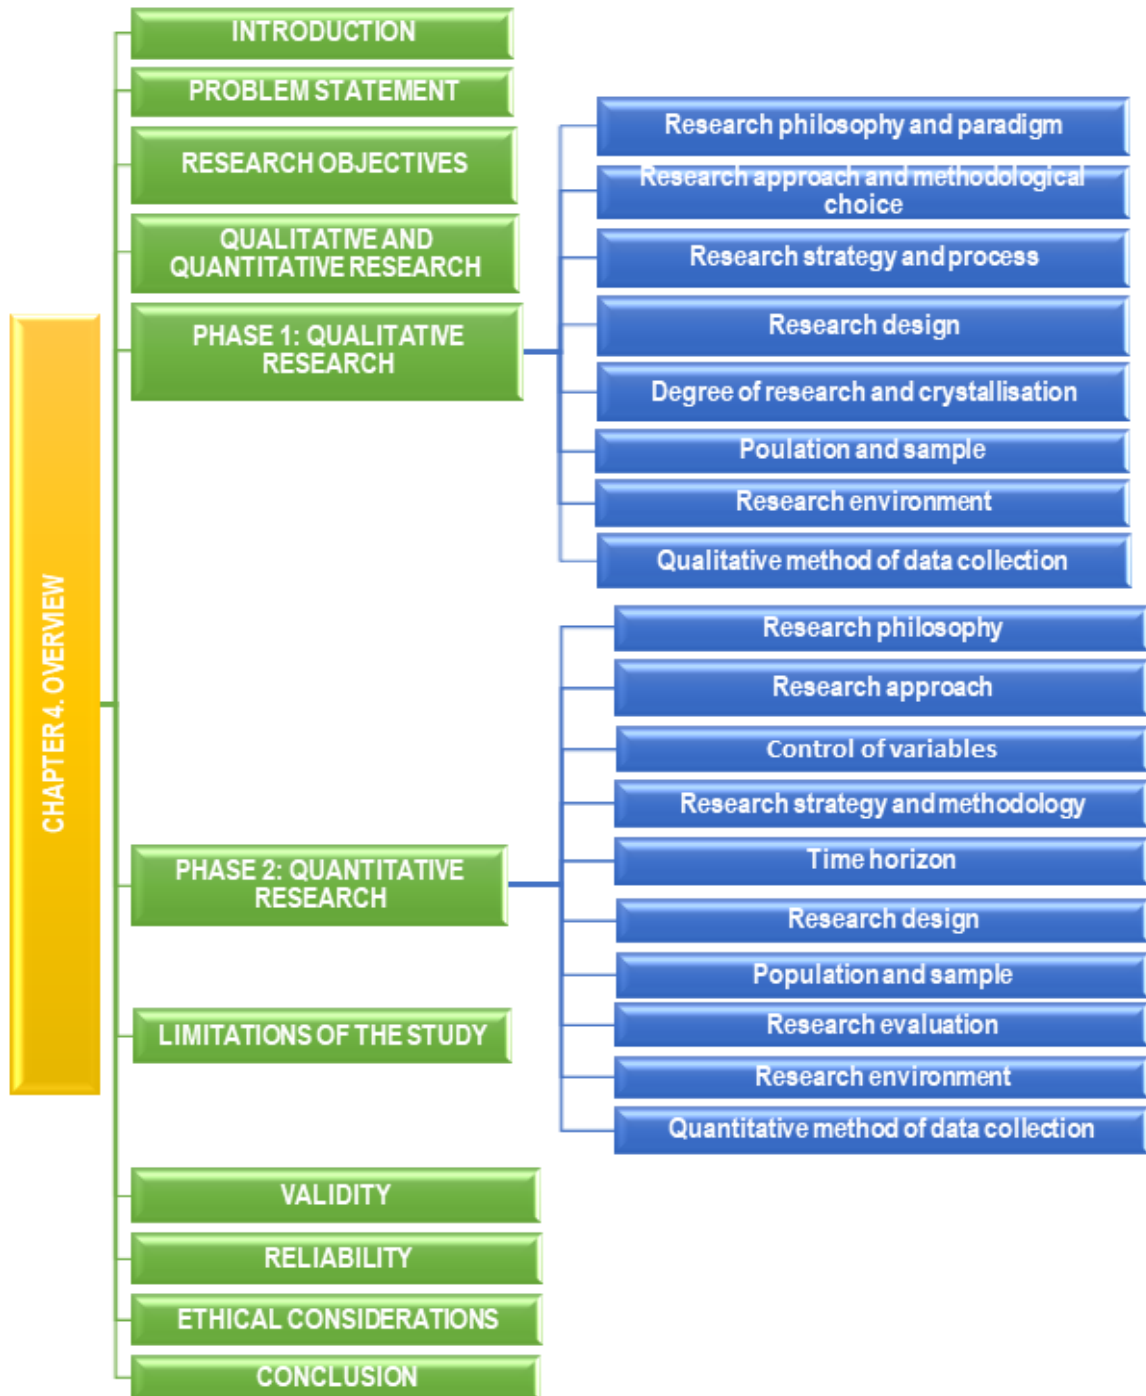 CHAPTER 4. OVERVIEW
INTRODUCTION
PROBLEM STATEMENT
RESEARCH OBJECTIVES
QUALITATIVE AND
QUANTITATIVE RESEARCH
PHASE 1: QUALITATIVE
RESEARCH
Research philosophy and paradigm
Research approach and methodological
choice
Research strategy and process
Research design
Degree of research and crystallisation
Poulation and sample
Research environment
Qualitative method of data collection
PHASE 2: QUANTITATIVE
RESEARCH
Research philosophy
Research approach
Control of variables
Research strategy and methodology
Time horizon
Research design
Population and sample
Research evaluation
Research environment
Quantitative method of data collection
LIMITATIONS OF THE STUDY
VALIDITY
RELIABILITY
ETHICAL CONSIDERATIONS
CONCLUSION